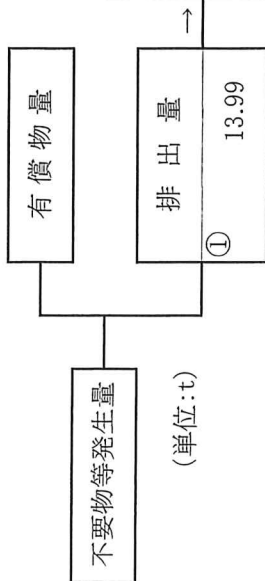 不要物等発生量
(単位:t)
有償物量
排出量
①
13.99
→